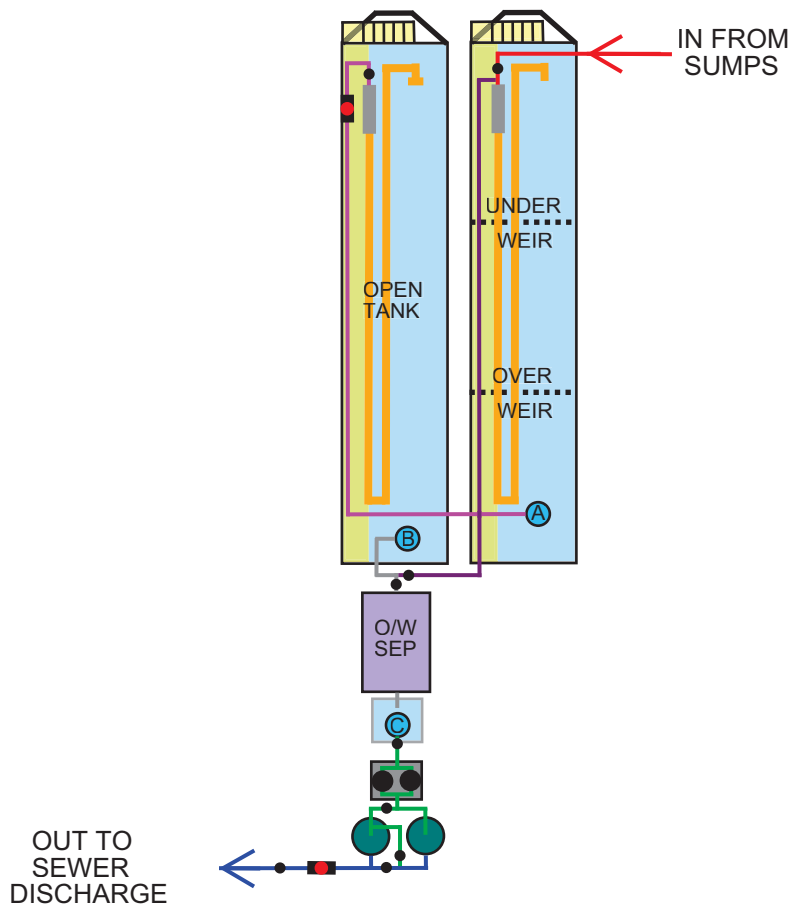 IN FROM
SUMPS
UNDER
WEIR
OPEN
TANK
OVER
WEIR
A
B
O/W
SEP
C
OUT TO
SEWER
DISCHARGE